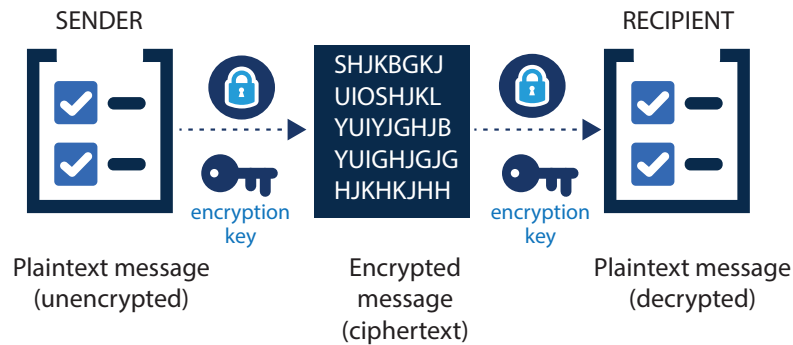 SENDER
RECIPIENT
SHJKBGKJ
UIOSHJKL
YUIYJGHJB
YUIGHJGJG
HJKHKJHH
encryption
key
encryption
key
Plaintext message
(unencrypted)
Encrypted
message
(ciphertext)
Plaintext message
(decrypted)